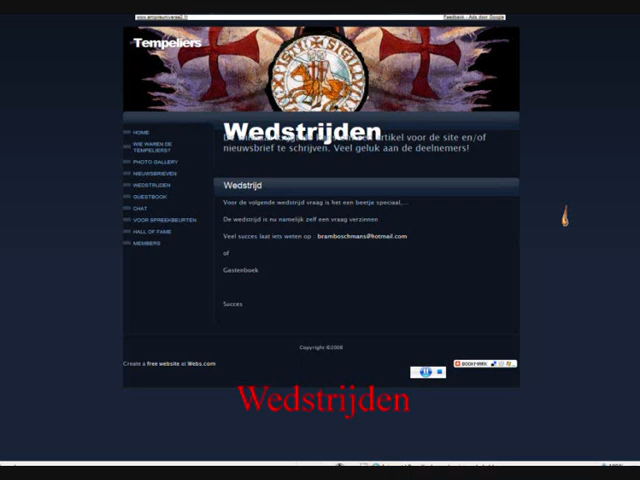 www.empireuniverse2.fr
Feedback - Ads door Google
Tempeliers
SIGILLVM
HOME
WIE WAREN DE
TEMPELIERS?
PHOTO GALLERY
NIEUWSBRIEVEN
WEDSTRIJDEN
GUESTBOOK
CHAT
VOOR SPREEKBEURTEN
HALL OF FAME
MEMBERS
Wedstrijden
artikel voor de site en/of
nieuwsbrief te schrijven. Veel geluk aan de deelnemers!
Wedstrijd
Voor de volgende wedstrijd vraag is het een beetje speciaal,...
De wedstrijd is nu namelijk zelf een vraag verzinnen
Veel succes laat iets weten op : bramboschmans@hotmail.com
of
Gastenboek
Succes
Copyright ©2008
Create a free website at Webs.com
BOOKMARK
Wedstrijden